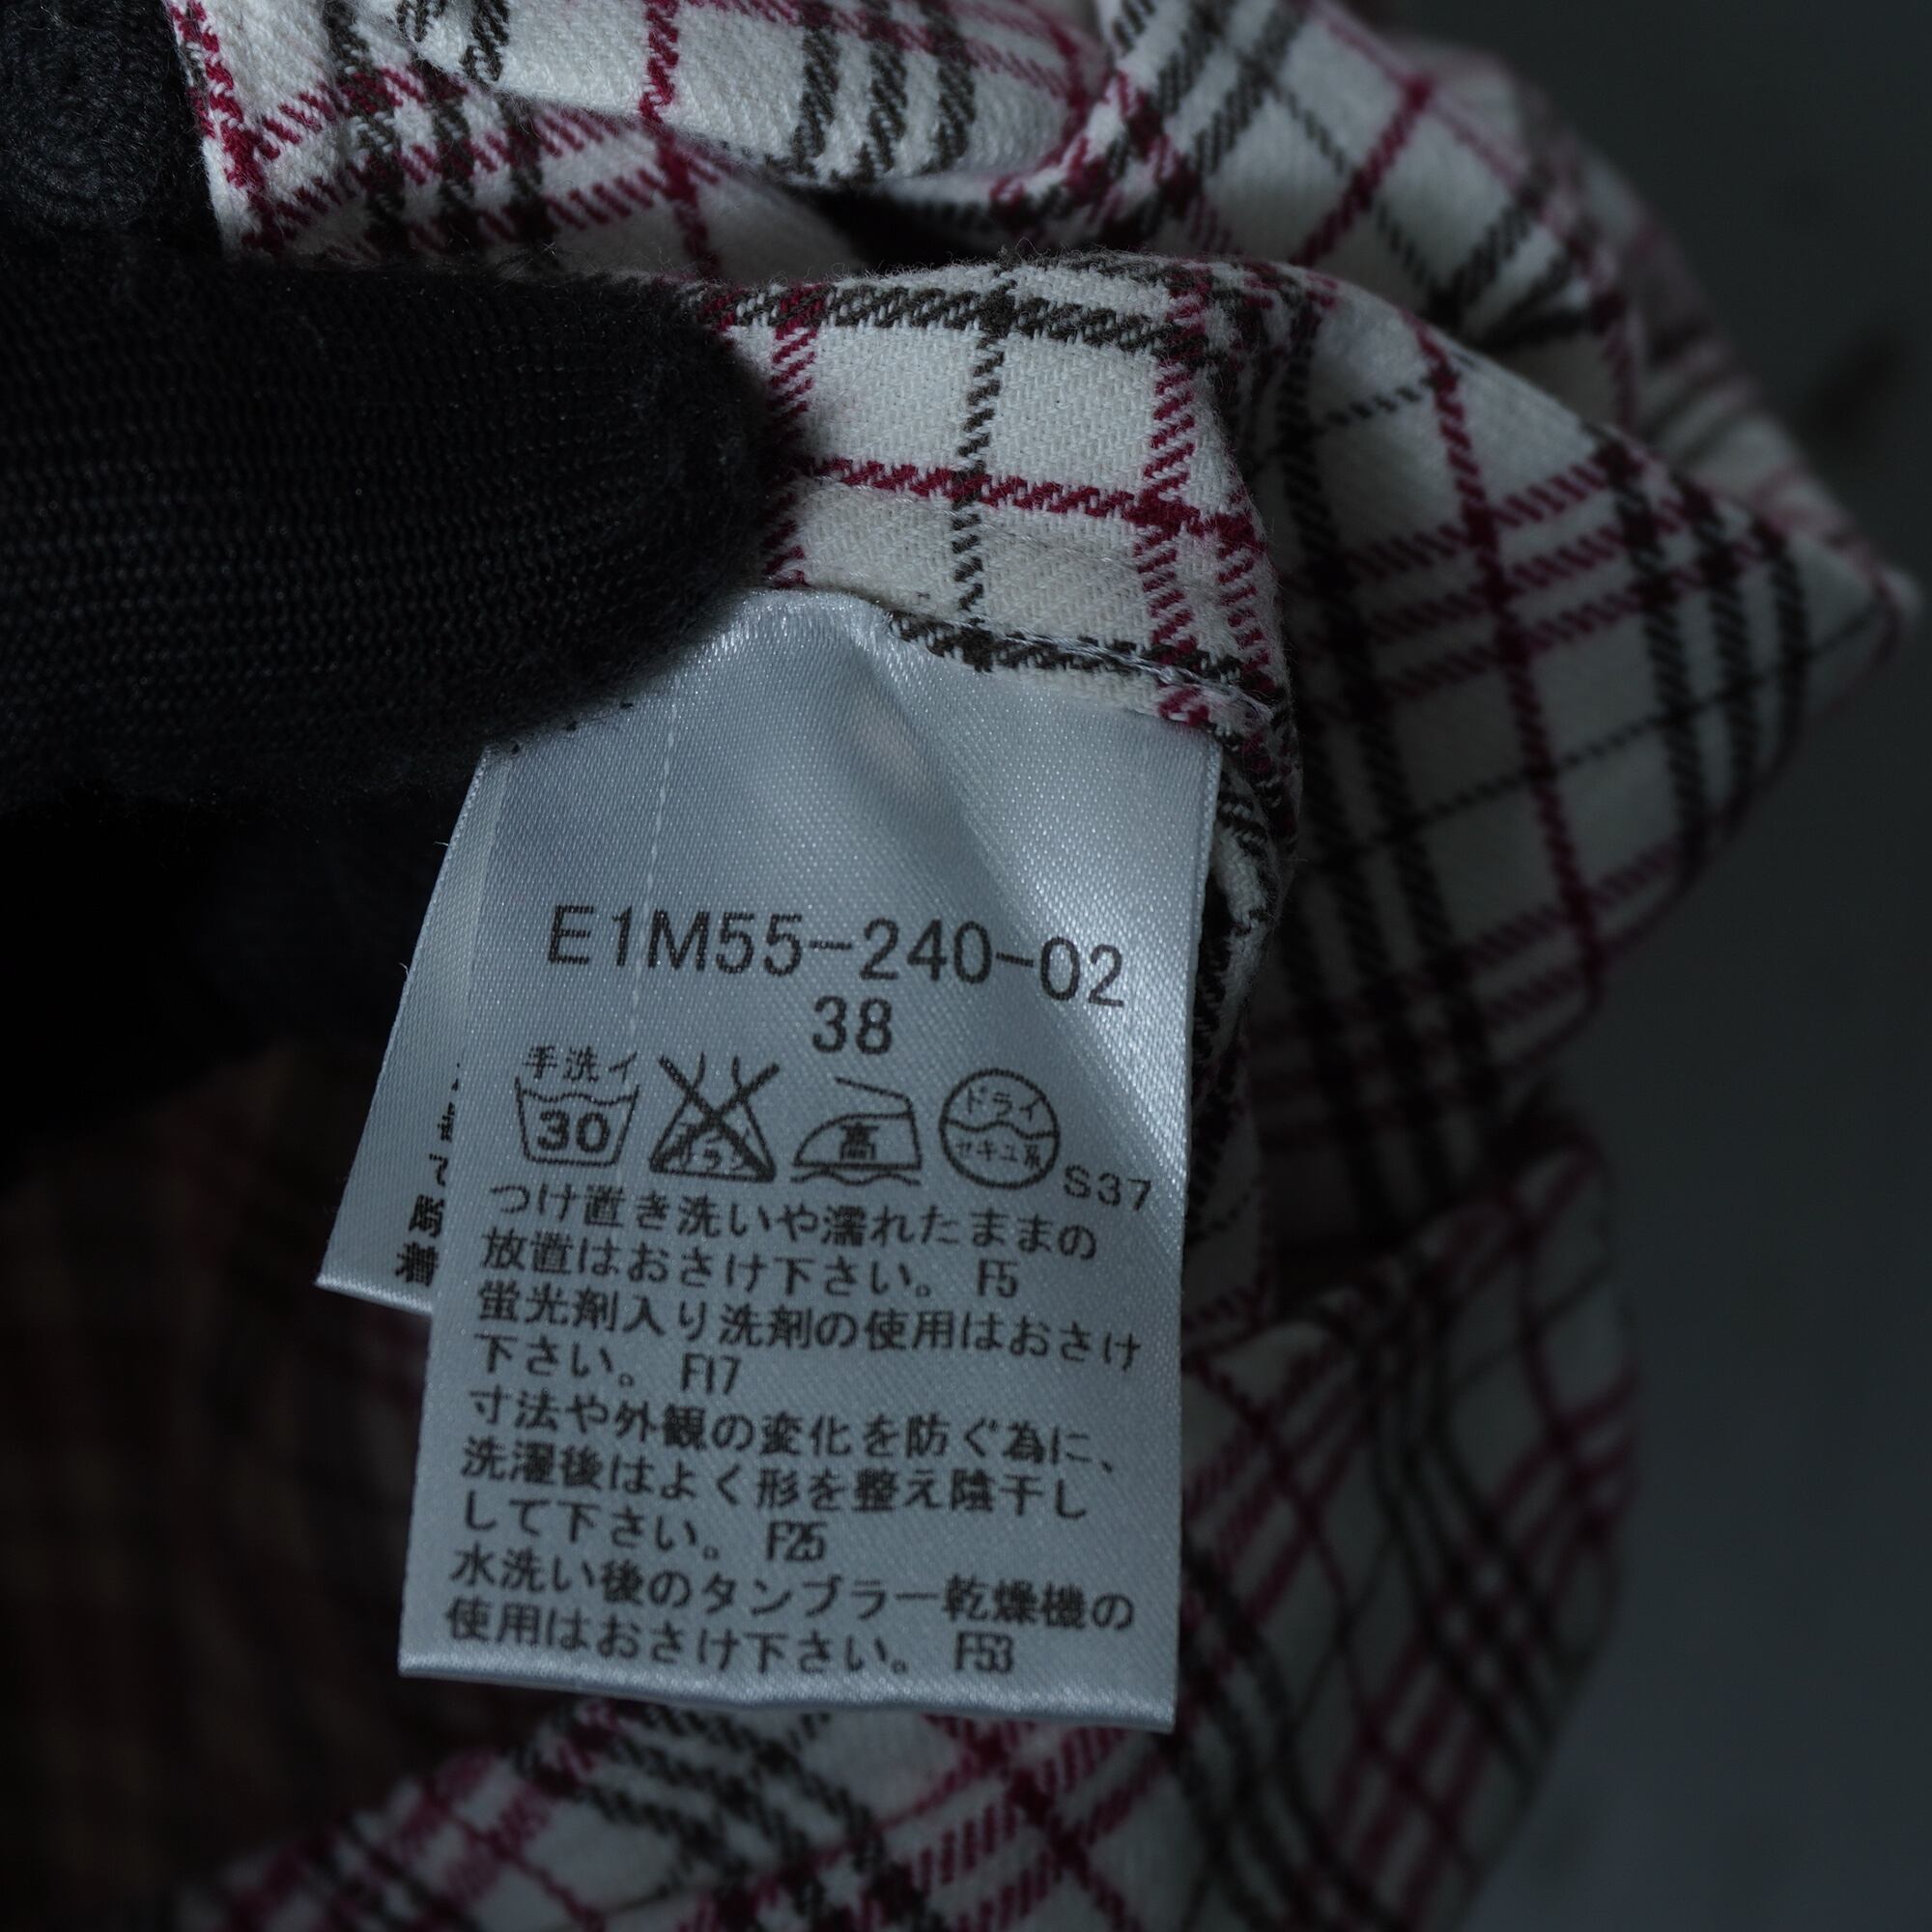 E1M55-240-02
38
手洗イ
30
高
ドライ
セキユ系
S37
つけ置き洗いや濡れたままの
放置はおさけ下さい。 F5
蛍光剤入り洗剤の使用はおさけ
下さい。 F17
寸法や外観の変化を防ぐ為に、
洗濯後はよく形を整え陰干し
して下さい。 F25
水洗い後のタンブラー乾燥機の
使用はおさけ下さい。 F53